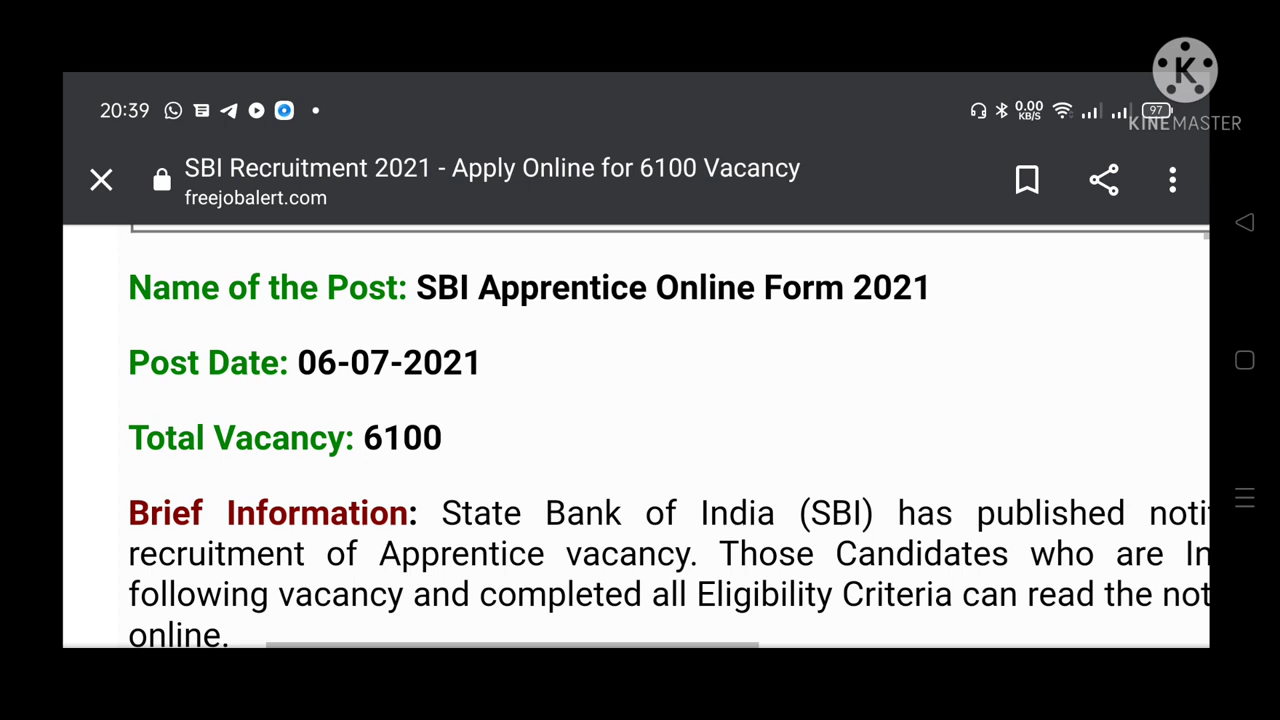 20:39
0.00
KB/S
97
K
KINEMASTER
SBI Recruitment 2021 - Apply Online for 6100 Vacancy
freejobalert.com
Name of the Post: SBI Apprentice Online Form 2021
Post Date: 06-07-2021
Total Vacancy: 6100
Brief Information: State Bank of India (SBI) has published noti
recruitment of Apprentice vacancy. Those Candidates who are In
following vacancy and completed all Eligibility Criteria can read the not
online.